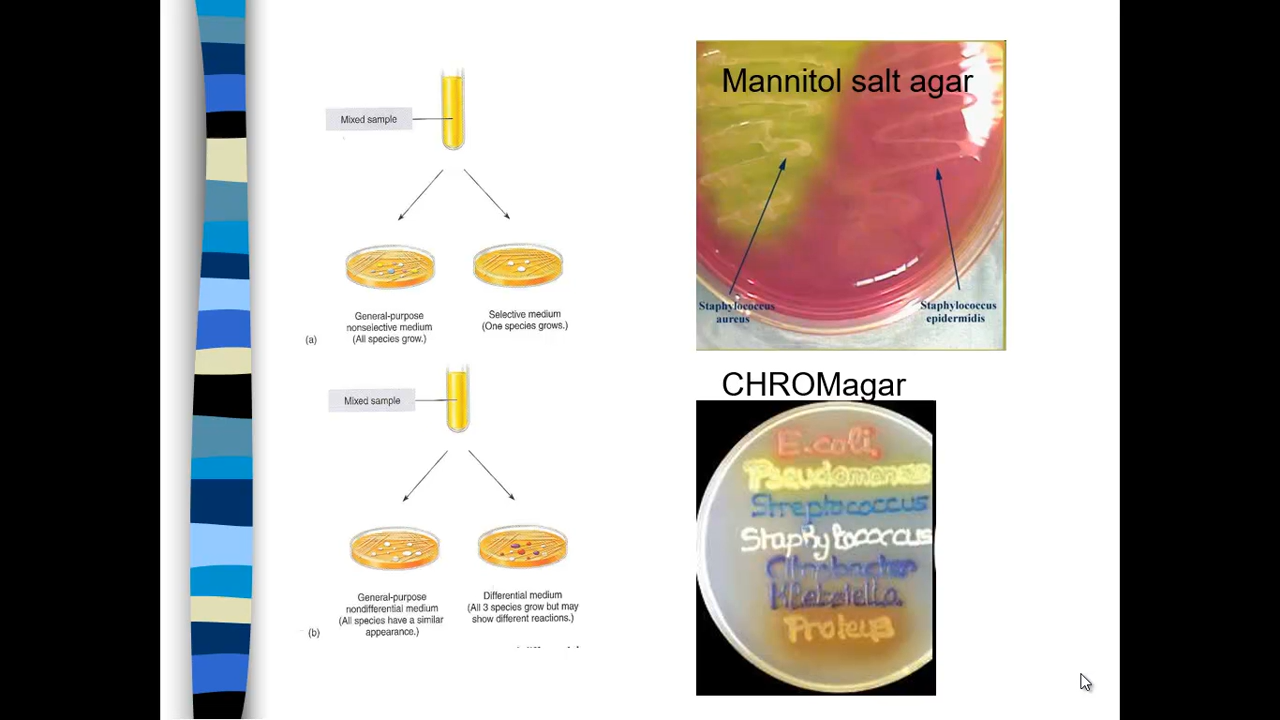 Mixed sample
General-purpose
nonselective medium
(All species grow.)
Selective medium
(One species grows.)
(a)
Mixed sample
General-purpose
nondifferential medium
(All species have a similar
appearance.)
Differential medium
(All 3 species grow but may
show different reactions.)
(b)
Mannitol salt agar
Staphylococcus
aureus
Staphylococcus
epidermidis
CHROMagar
E.coli
Pseudomonas
Streptococcus
Staphylococcus
Citrobacter
Klebsiella
Proteus